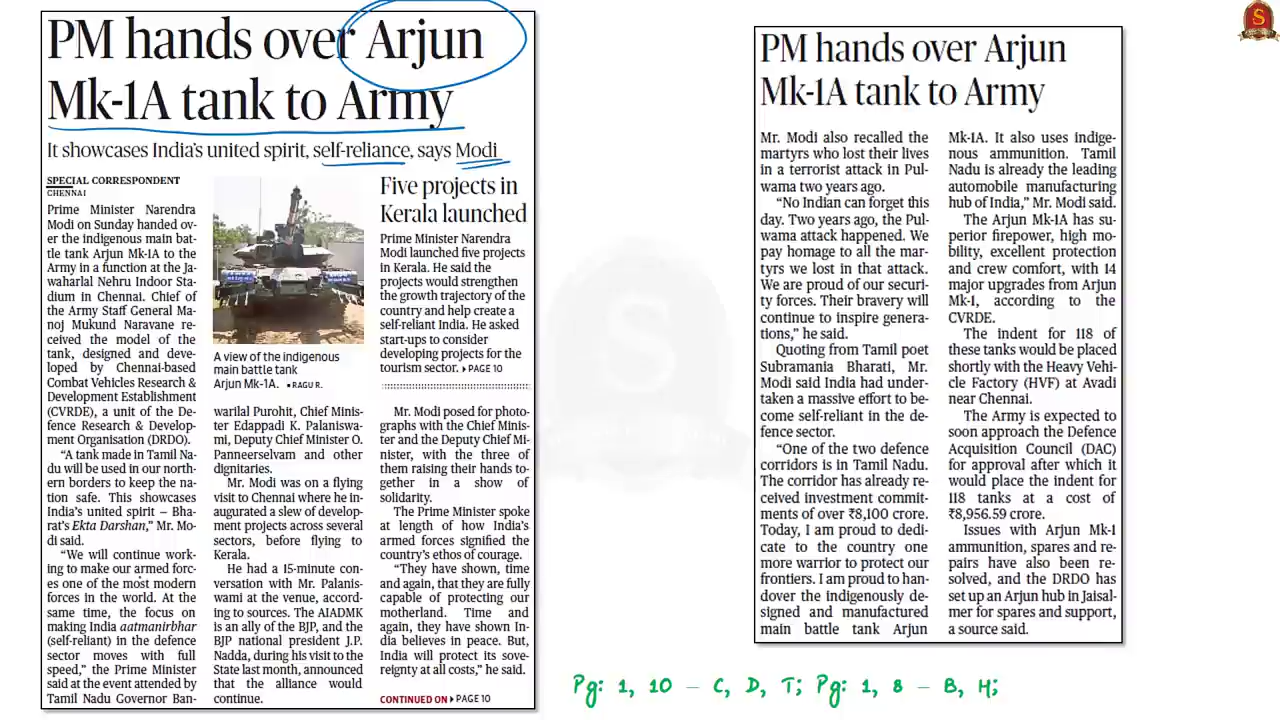 PM hands over Arjun
Mk-1A tank to Army
It showcases India's united spirit, self-reliance, says Modi
SPECIAL CORRESPONDENT
CHENNAI
Prime Minister Narendra
Modi on Sunday handed ov-
er the indigenous main bat-
tle tank Arjun Mk-1A to the
Army in a function at the Ja-
waharlal Nehru Indoor Sta-
dium in Chennai. Chief of
the Army Staff General Ma-
noj Mukund Naravane re-
ceived the model of the
tank, designed and deve-
loped by Chennai-based
Combat Vehicles Research &
Development Establishment
(CVRDE), a unit of the De-
fence Research & Develop-
ment Organisation (DRDO).
"A tank made in Tamil Na-
du will be used in our north-
ern borders to keep the na-
tion safe. This showcases
India's united spirit – Bha-
rat's Ekta Darshan," Mr. Mo-
di said.
"We will continue work-
ing to make our armed forc-
es one of the most modern
forces in the world. At the
same time, the focus on
making India aatmanirbhar
(self-reliant) in the defence
sector moves with full
speed," the Prime Minister
said at the event attended by
Tamil Nadu Governor Ban-
A view of the indigenous
main battle tank
Arjun Mk-1A. ▪RAGU R.
warilal Purohit, Chief Minis-
ter Edappadi K. Palaniswa-
mi, Deputy Chief Minister O.
Panneerselvam and other
dignitaries.
Mr. Modi was on a flying
visit to Chennai where he in-
augurated a slew of develop-
ment projects across several
sectors, before flying to
Kerala.
He had a 15-minute con-
versation with Mr. Palanis-
wami at the venue, accord-
ing to sources. The AIADMK
is an ally of the BJP, and the
BJP national president J.P.
Nadda, during his visit to the
State last month, announced
that the alliance would
continue.
Five projects in
Kerala launched
Prime Minister Narendra
Modi launched five projects
in Kerala. He said the
projects would strengthen
the growth trajectory of the
country and help create a
self-reliant India. He asked
start-ups to consider
developing projects for the
tourism sector. ▸ PAGE 10
Mr. Modi posed for photo-
graphs with the Chief Minis-
ter and the Deputy Chief Mi-
nister, with the three of
them raising their hands to-
gether in a show of
solidarity.
The Prime Minister spoke
at length of how India's
armed forces signified the
country's ethos of courage.
"They have shown, time
and again, that they are fully
capable of protecting our
motherland. Time and
again, they have shown In-
dia believes in peace. But,
India will protect its sove-
reignty at all costs," he said.
CONTINUED ON ▸ PAGE 10
PM hands over Arjun
Mk-1A tank to Army
Mr. Modi also recalled the
martyrs who lost their lives
in a terrorist attack in Pul-
wama two years ago.
"No Indian can forget this
day. Two years ago, the Pul-
wama attack happened. We
pay homage to all the mar-
tyrs we lost in that attack.
We are proud of our securi-
ty forces. Their bravery will
continue to inspire genera-
tions," he said.
Quoting from Tamil poet
Subramania Bharati, Mr.
Modi said India had under-
taken a massive effort to be-
come self-reliant in the de-
fence sector.
"One of the two defence
corridors is in Tamil Nadu.
The corridor has already re-
ceived investment commit-
ments of over ₹8,100 crore.
Today, I am proud to dedi-
cate to the country one
more warrior to protect our
frontiers. I am proud to han-
dover the indigenously de-
signed and manufactured
main battle tank Arjun
Mk-1A. It also uses indige-
nous ammunition. Tamil
Nadu is already the leading
automobile manufacturing
hub of India," Mr. Modi said.
The Arjun Mk-1A has su-
perior firepower, high mo-
bility, excellent protection
and crew comfort, with 14
major upgrades from Arjun
Mk-I, according to the
CVRDE.
The indent for 118 of
these tanks would be placed
shortly with the Heavy Vehi-
cle Factory (HVF) at Avadi
near Chennai.
The Army is expected to
soon approach the Defence
Acquisition Council (DAC)
for approval after which it
would place the indent for
118 tanks at a cost of
₹8,956.59 crore.
Issues with Arjun Mk-1
ammunition, spares and re-
pairs have also been re-
solved, and the DRDO has
set up an Arjun hub in Jaisal-
mer for spares and support,
a source said.
Pg: 1, 10 – C, D, T; Pg: 1, 8 – B, H;
S
S